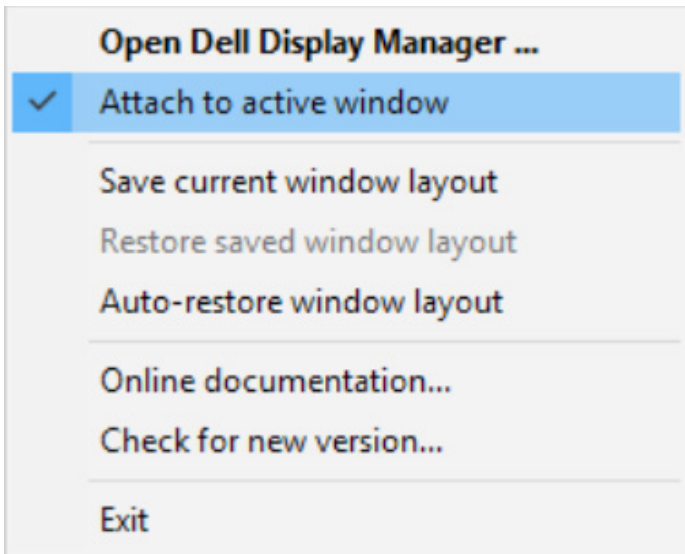 Open Dell Display Manager ...
Attach to active window
Save current window layout
Restore saved window layout
Auto-restore window layout
Online documentation...
Check for new version...
Exit